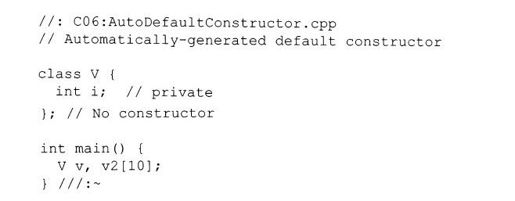 //: C06:AutoDefaultConstructor.cpp
// Automatically-generated default constructor
class V {
  int i;  // private
}; // No constructor
int main() {
  V v, v2[10];
} ///:~